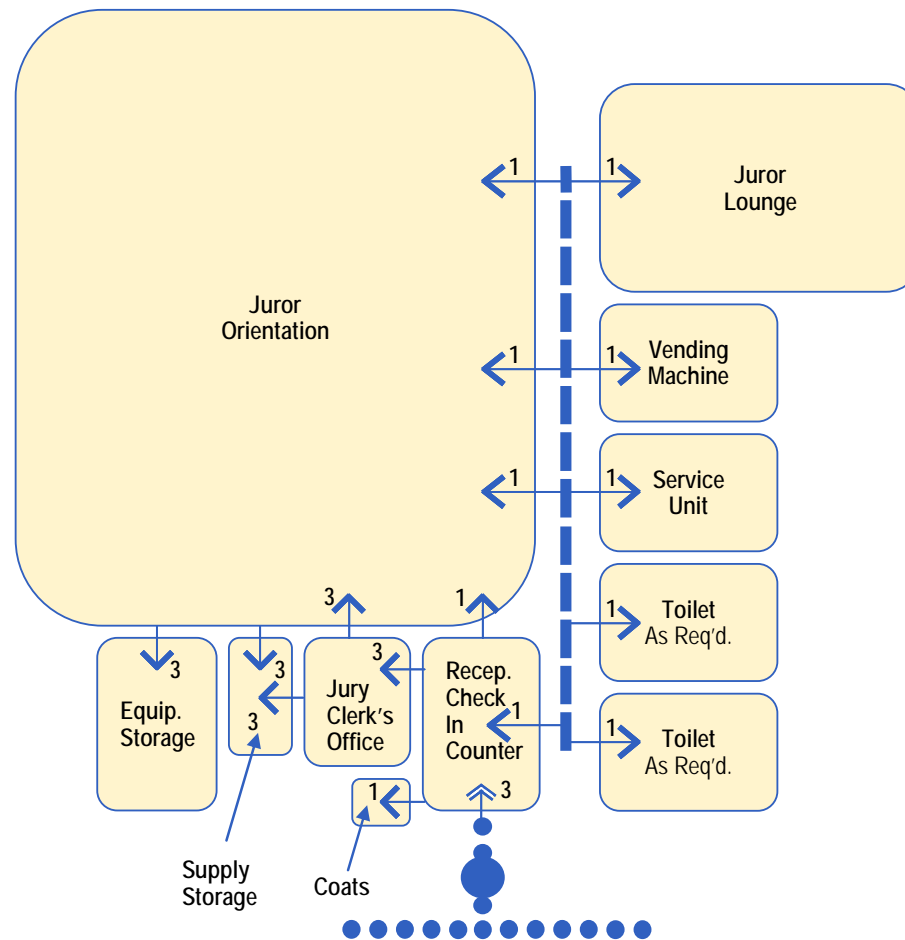 1
1
Juror
Lounge
Juror
Orientation
1
1
Vending
Machine
1
1
Service
Unit
3
1
1
Toilet
As Req'd.
3
3
3
Equip.
Storage
3
Jury
Clerk's
Office
Recep.
Check
In
Counter
1
1
Toilet
As Req'd.
1
3
Supply
Storage
Coats